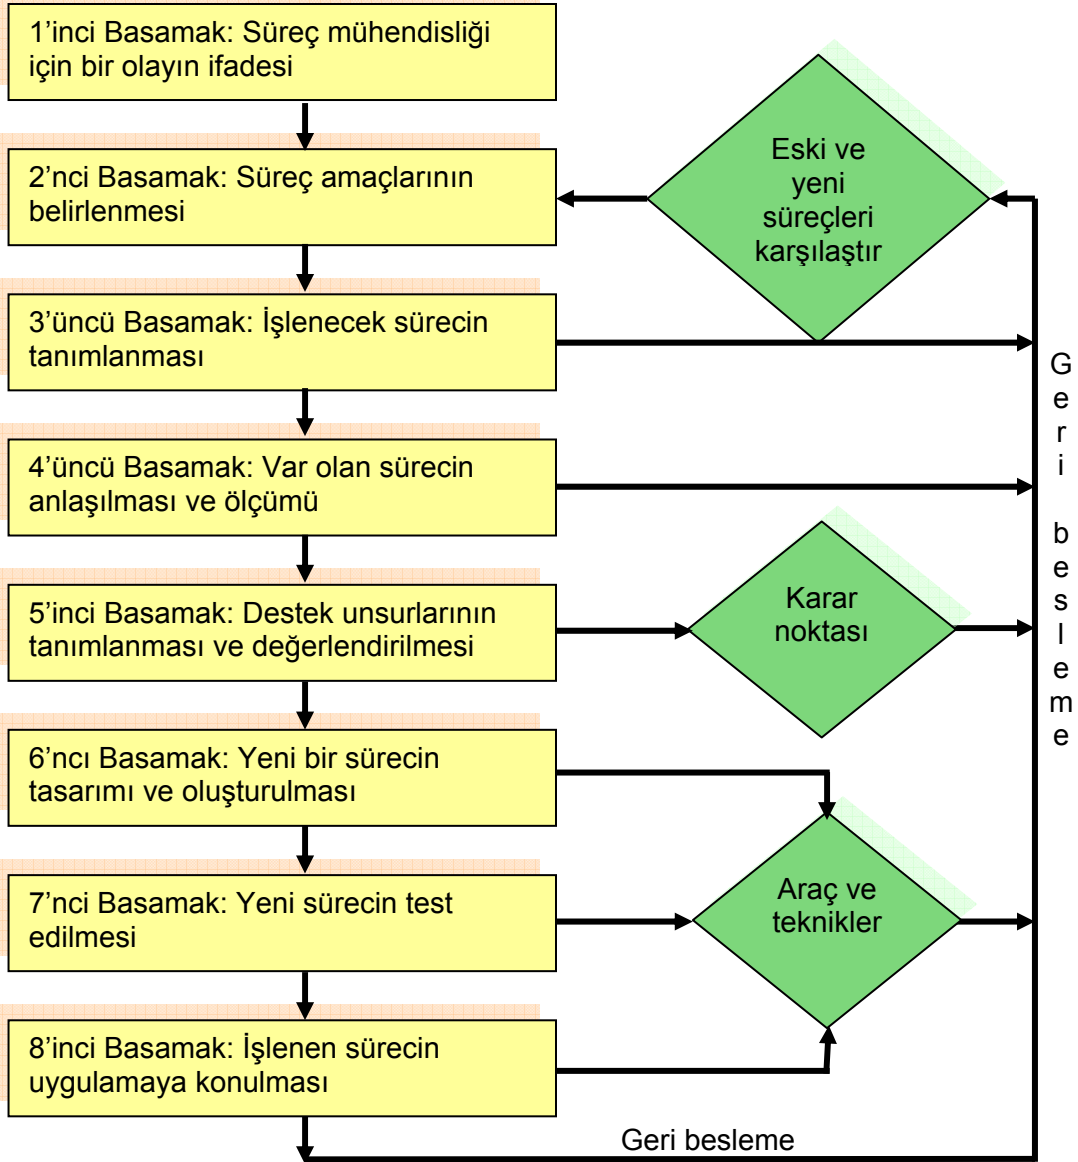 1’inci Basamak: Süreç mühendisliği
için bir olayın ifadesi
Eski ve
yeni
süreçleri
karşılaştır
2’nci Basamak: Süreç amaçlarının
belirlenmesi
3’üncü Basamak: İşlenecek sürecin
tanımlanması
4’üncü Basamak: Var olan sürecin
anlaşılması ve ölçümü
Geri besleme
5’inci Basamak: Destek unsurlarının
tanımlanması ve değerlendirilmesi
Karar
noktası
6’ncı Basamak: Yeni bir sürecin
tasarımı ve oluşturulması
7’nci Basamak: Yeni sürecin test
edilmesi
Araç ve
teknikler
8’inci Basamak: İşlenen sürecin
uygulamaya konulması
Geri besleme